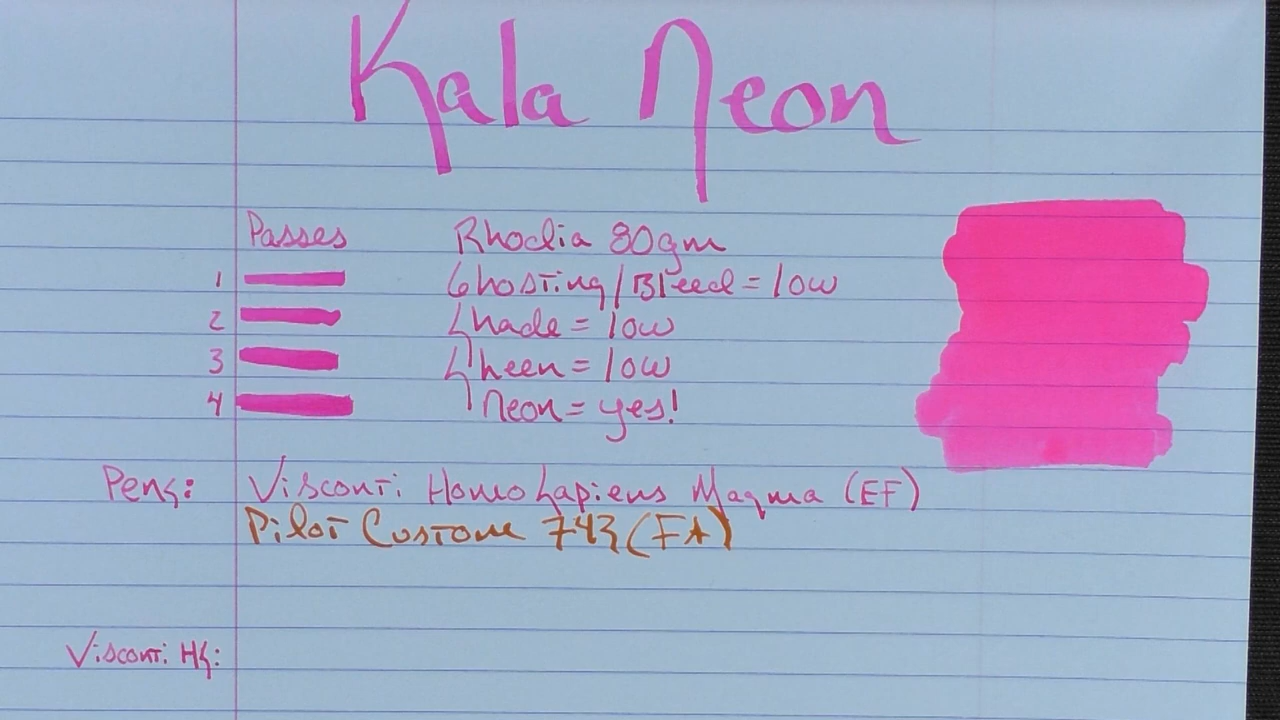 Kala Neon
Passes
Rhodia 80gm
1
Ghosting/Bleed = low
2
Shade = low
3
Sheen = low
4
Neon = yes!
Pens: Visconti Homo Sapiens Magma (EF)
Pilot Custom 743 (FA)
Visconti HS: